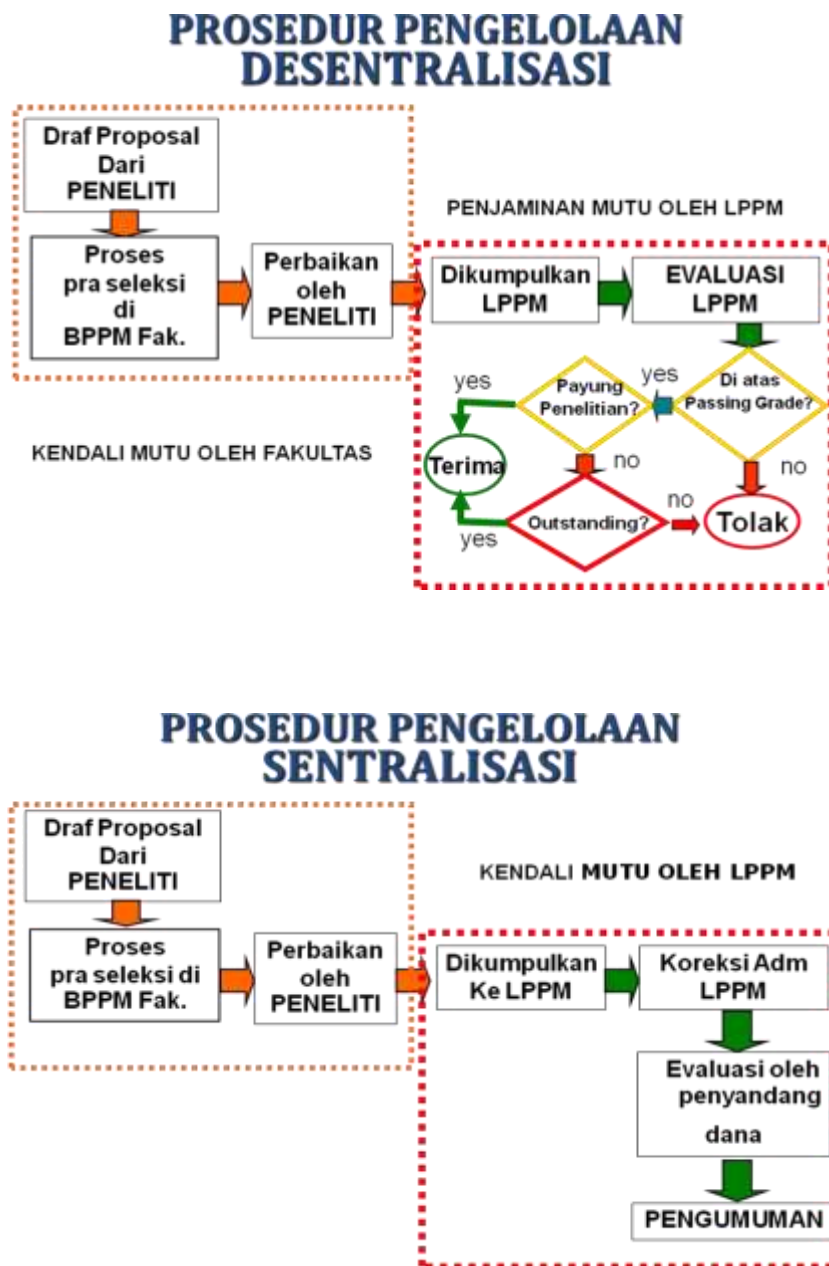 PROSEDUR PENGELOLAAN
DESENTRALISASI
Draf Proposal
Dari
PENELITI
PENJAMINAN MUTU OLEH LPPM
Proses
pra seleksi
di
BPPM Fak.
Perbaikan
oleh
PENELITI
Dikumpulkan
LPPM
EVALUASI
LPPM
yes
Payung
Penelitian?
yes
Di atas
Passing Grade?
KENDALI MUTU OLEH FAKULTAS
Terima
no
no
Outstanding?
no
Tolak
yes
PROSEDUR PENGELOLAAN
SENTRALISASI
Draf Proposal
Dari
PENELITI
KENDALI MUTU OLEH LPPM
Proses
pra seleksi di
BPPM Fak.
Perbaikan
oleh
PENELITI
Dikumpulkan
Ke LPPM
Koreksi Adm
LPPM
Evaluasi oleh
penyandang
dana
PENGUMUMAN